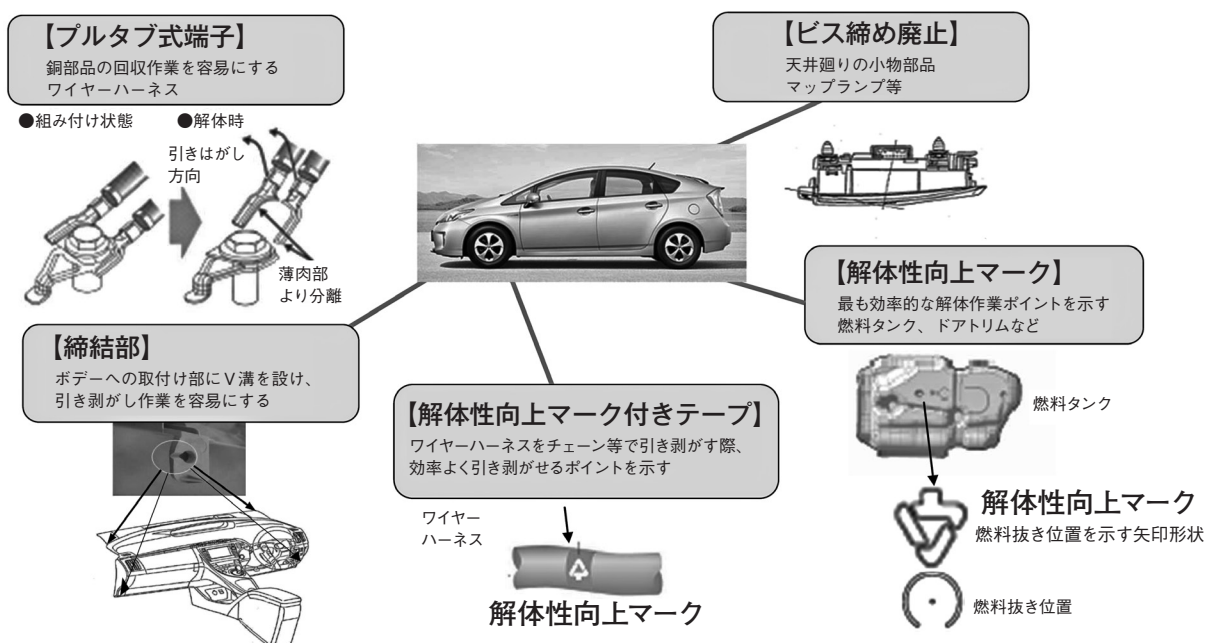 【プルタブ式端子】
銅部品の回収作業を容易にする
ワイヤーハーネス
●組み付け状態
●解体時
引きはがし
方向
薄肉部
より分離
【ビス締め廃止】
天井廻りの小物部品
マップランプ等
【解体性向上マーク】
最も効率的な解体作業ポイントを示す
燃料タンク、ドアトリムなど
燃料タンク
解体性向上マーク
燃料抜き位置を示す矢印形状
燃料抜き位置
【締結部】
ボデーへの取付け部にV溝を設け、
引き剥がし作業を容易にする
【解体性向上マーク付きテープ】
ワイヤーハーネスをチェーン等で引き剥がす際、
効率よく引き剥がせるポイントを示す
ワイヤー
ハーネス
解体性向上マーク